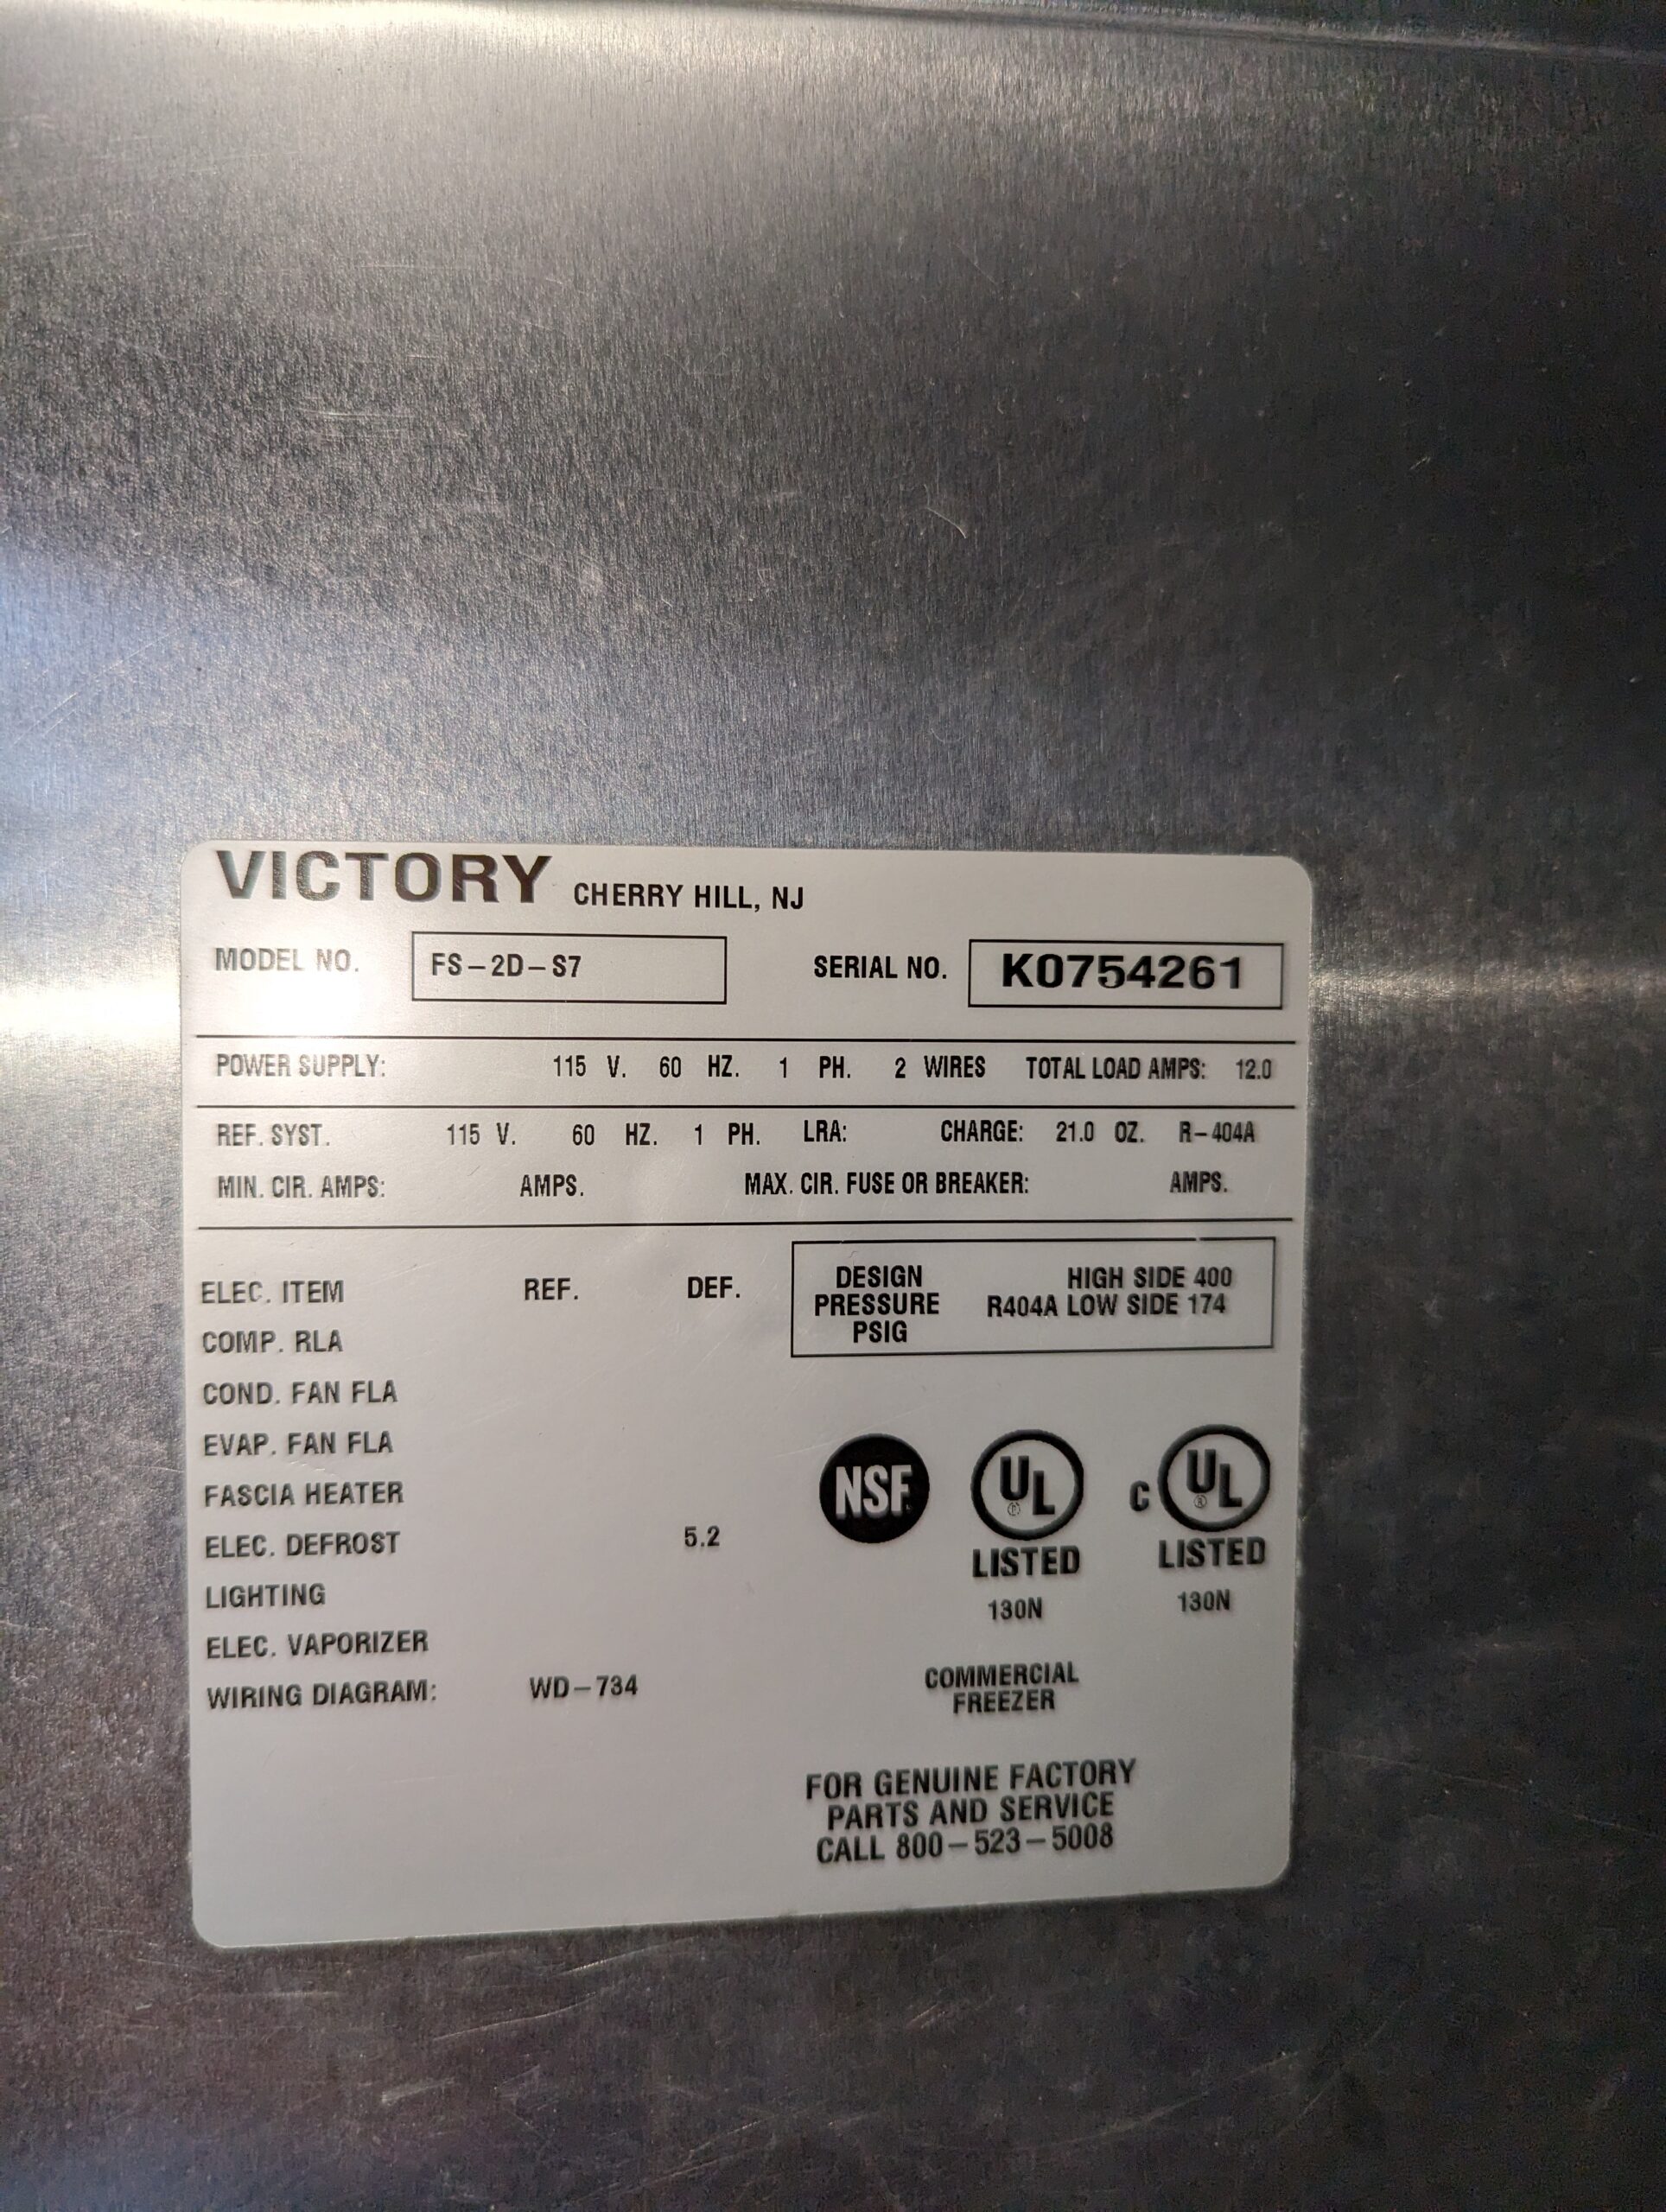 VICTORY CHERRY HILL, NJ
MODEL NO. FS-2D-S7 SERIAL NO. K0754261
POWER SUPPLY: 115 V. 60 HZ. 1 PH. 2 WIRES TOTAL LOAD AMPS: 12.0
REF. SYST. 115 V. 60 HZ. 1 PH. LRA: CHARGE: 21.0 OZ. R-404A
MIN. CIR. AMPS: AMPS. MAX. CIR. FUSE OR BREAKER: AMPS.
ELEC. ITEM REF. DEF.
COMP. RLA
COND. FAN FLA
EVAP. FAN FLA
FASCIA HEATER
ELEC. DEFROST 5.2
LIGHTING
ELEC. VAPORIZER
WIRING DIAGRAM: WD-734
DESIGN
PRESSURE
PSIG
HIGH SIDE 400
R404A LOW SIDE 174
NSF
UL ®
LISTED
130N
C UL ®
LISTED
130N
COMMERCIAL
FREEZER
FOR GENUINE FACTORY
PARTS AND SERVICE
CALL 800-523-5008